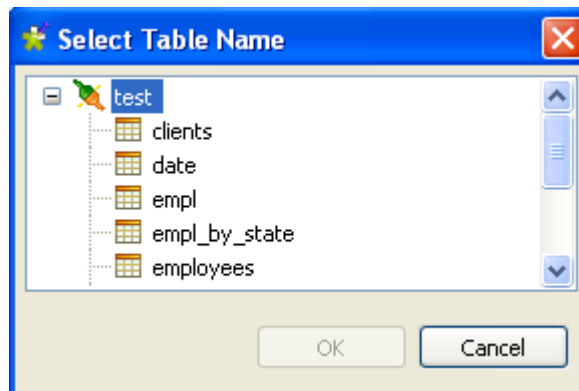 Select Table Name
test
clients
date
empl
empl_by_state
employees
OK
Cancel